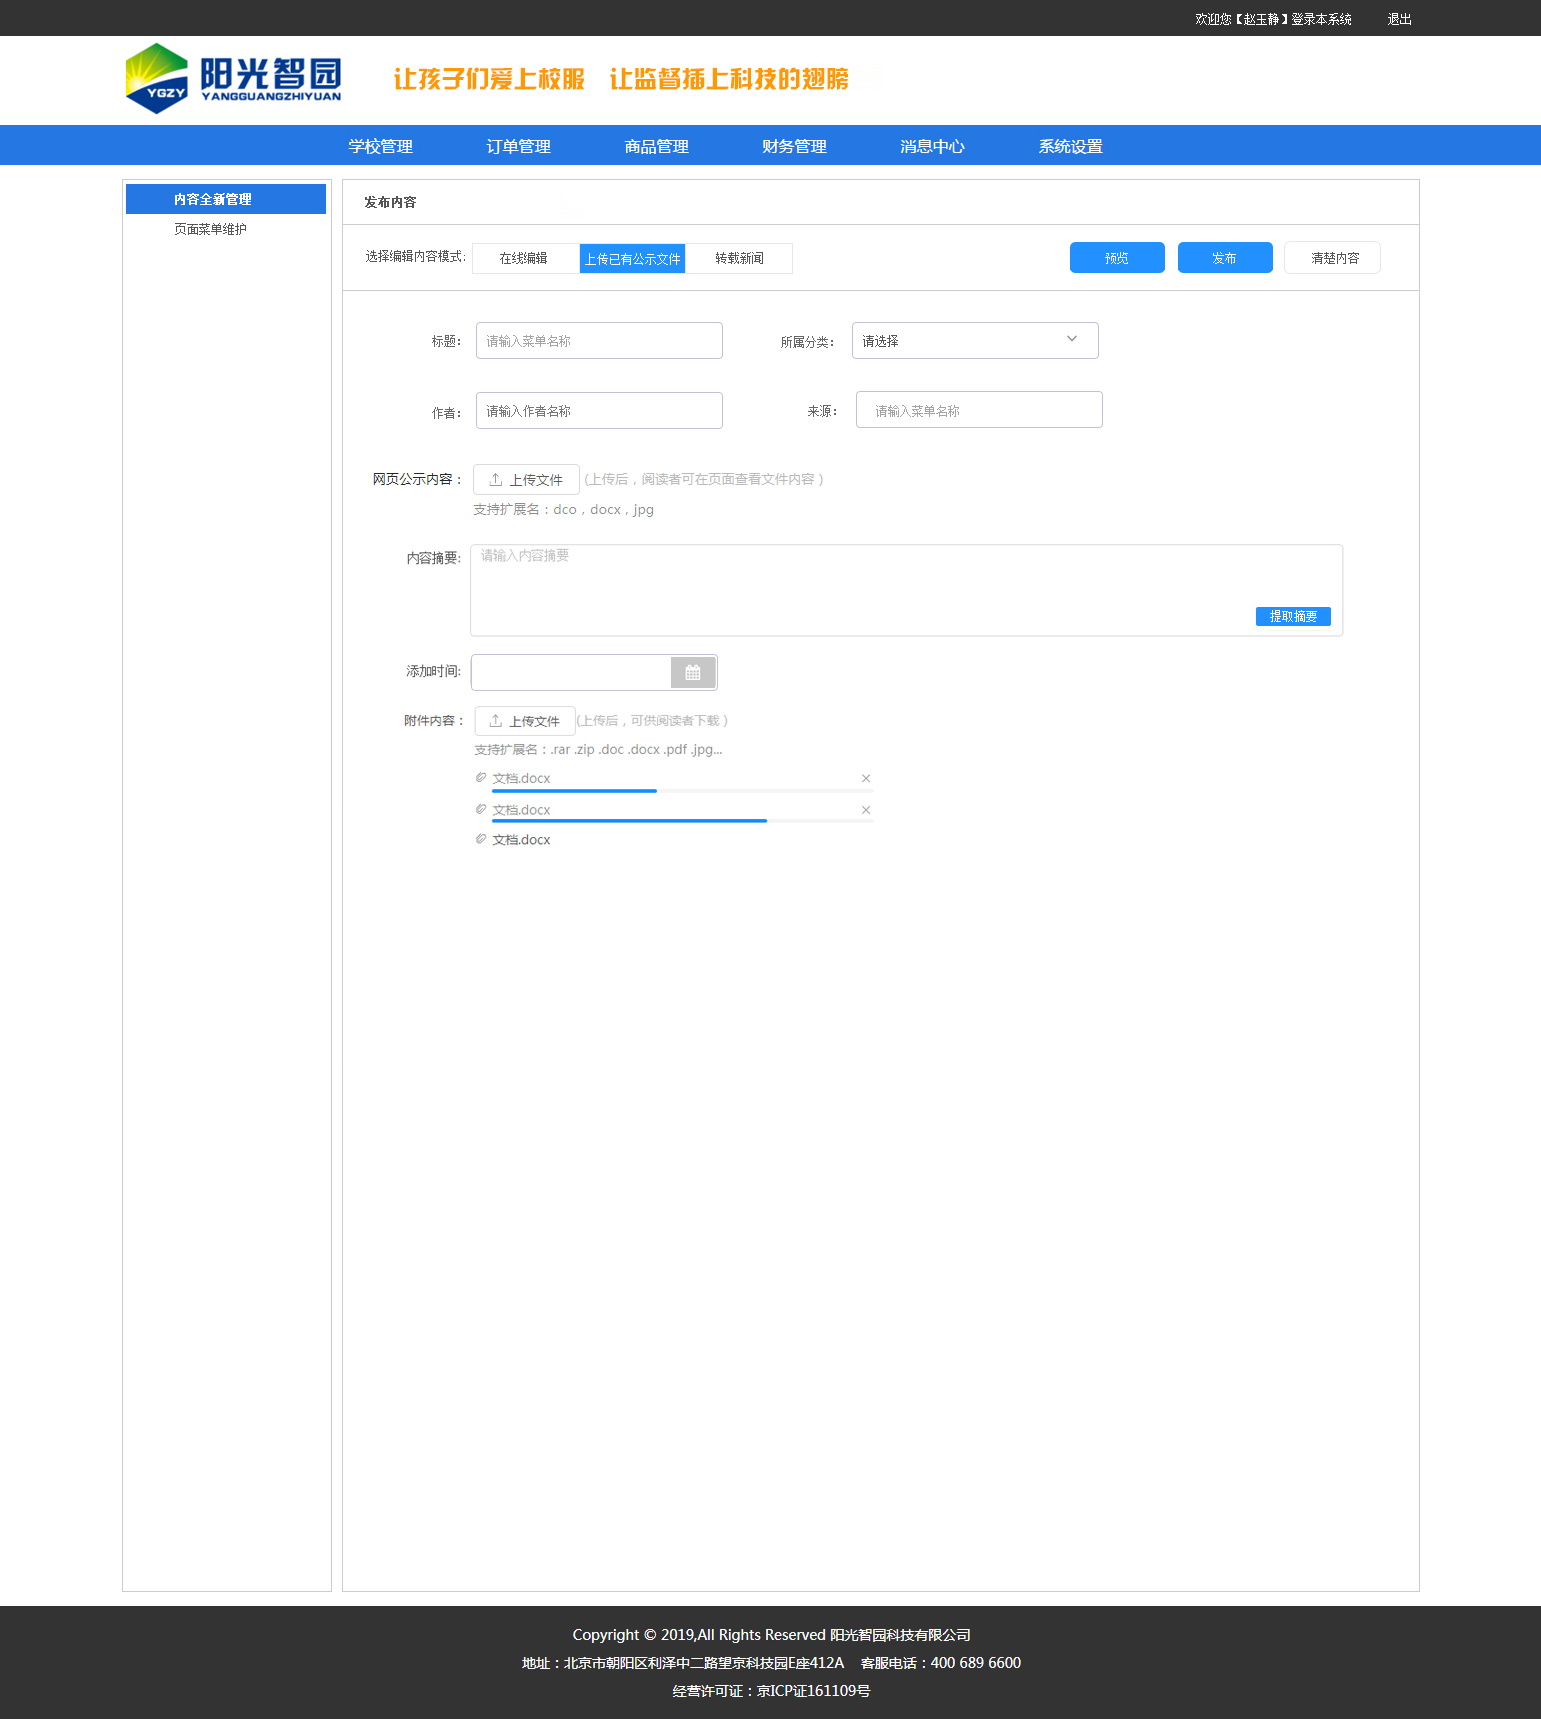 欢迎您【赵玉静】登录本系统 退出
YGZY 阳光智园 YANGGUANGZHIYUAN
让孩子们爱上校服 让监督插上科技的翅膀
学校管理 订单管理 商品管理 财务管理 消息中心 系统设置
内容全新管理
页面菜单维护
发布内容
选择编辑内容模式: 在线编辑 上传已有公示文件 转载新闻 预览 发布 清楚内容
标题: 请输入菜单名称 所属分类: 请选择
作者: 请输入作者名称 来源: 请输入菜单名称
网页公示内容： 上传文件 (上传后，阅读者可在页面查看文件内容）
支持扩展名：dco，docx，jpg
内容摘要: 请输入内容摘要
提取摘要
添加时间:
附件内容： 上传文件 (上传后，可供阅读者下载）
支持扩展名：.rar .zip .doc .docx .pdf .jpg...
文档.docx
文档.docx
文档.docx
Copyright © 2019,All Rights Reserved 阳光智园科技有限公司
地址：北京市朝阳区利泽中二路望京科技园E座412A 客服电话：400 689 6600
经营许可证：京ICP证161109号